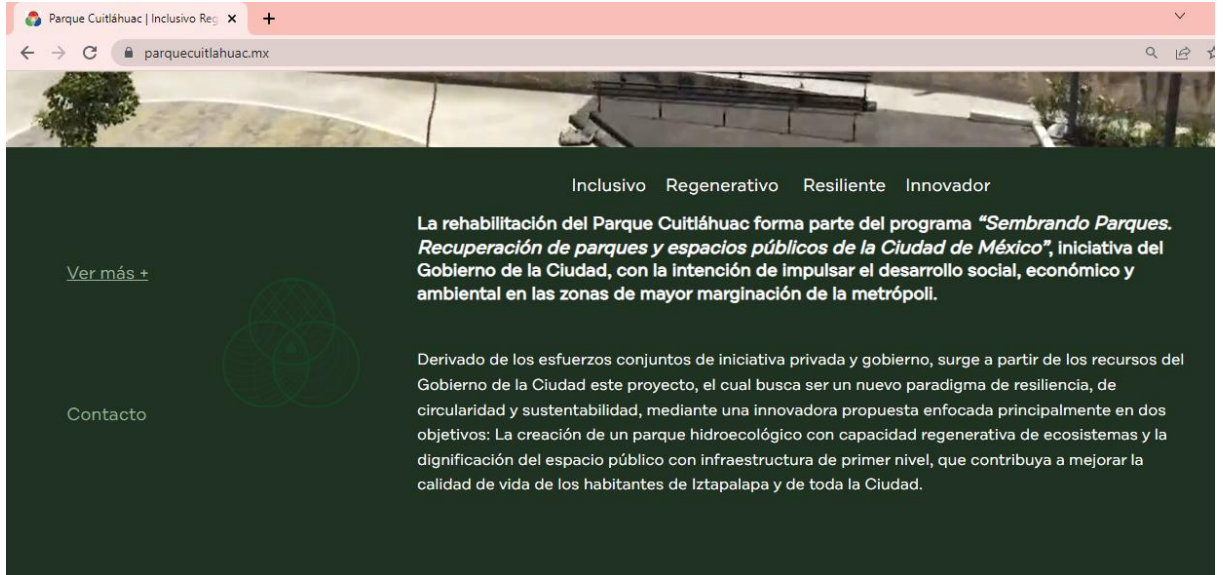 Parque Cuitláhuac | Inclusivo Reg
parquecuitlahuac.mx
Inclusivo Regenerativo Resiliente Innovador
La rehabilitación del Parque Cuitláhuac forma parte del programa “Sembrando Parques.
Recuperación de parques y espacios públicos de la Ciudad de México”, iniciativa del
Gobierno de la Ciudad, con la intención de impulsar el desarrollo social, económico y
ambiental en las zonas de mayor marginación de la metrópoli.
Ver más +
Derivado de los esfuerzos conjuntos de iniciativa privada y gobierno, surge a partir de los recursos del
Gobierno de la Ciudad este proyecto, el cual busca ser un nuevo paradigma de resiliencia, de
circularidad y sustentabilidad, mediante una innovadora propuesta enfocada principalmente en dos
objetivos: La creación de un parque hidroecológico con capacidad regenerativa de ecosistemas y la
dignificación del espacio público con infraestructura de primer nivel, que contribuya a mejorar la
calidad de vida de los habitantes de Iztapalapa y de toda la Ciudad.
Contacto